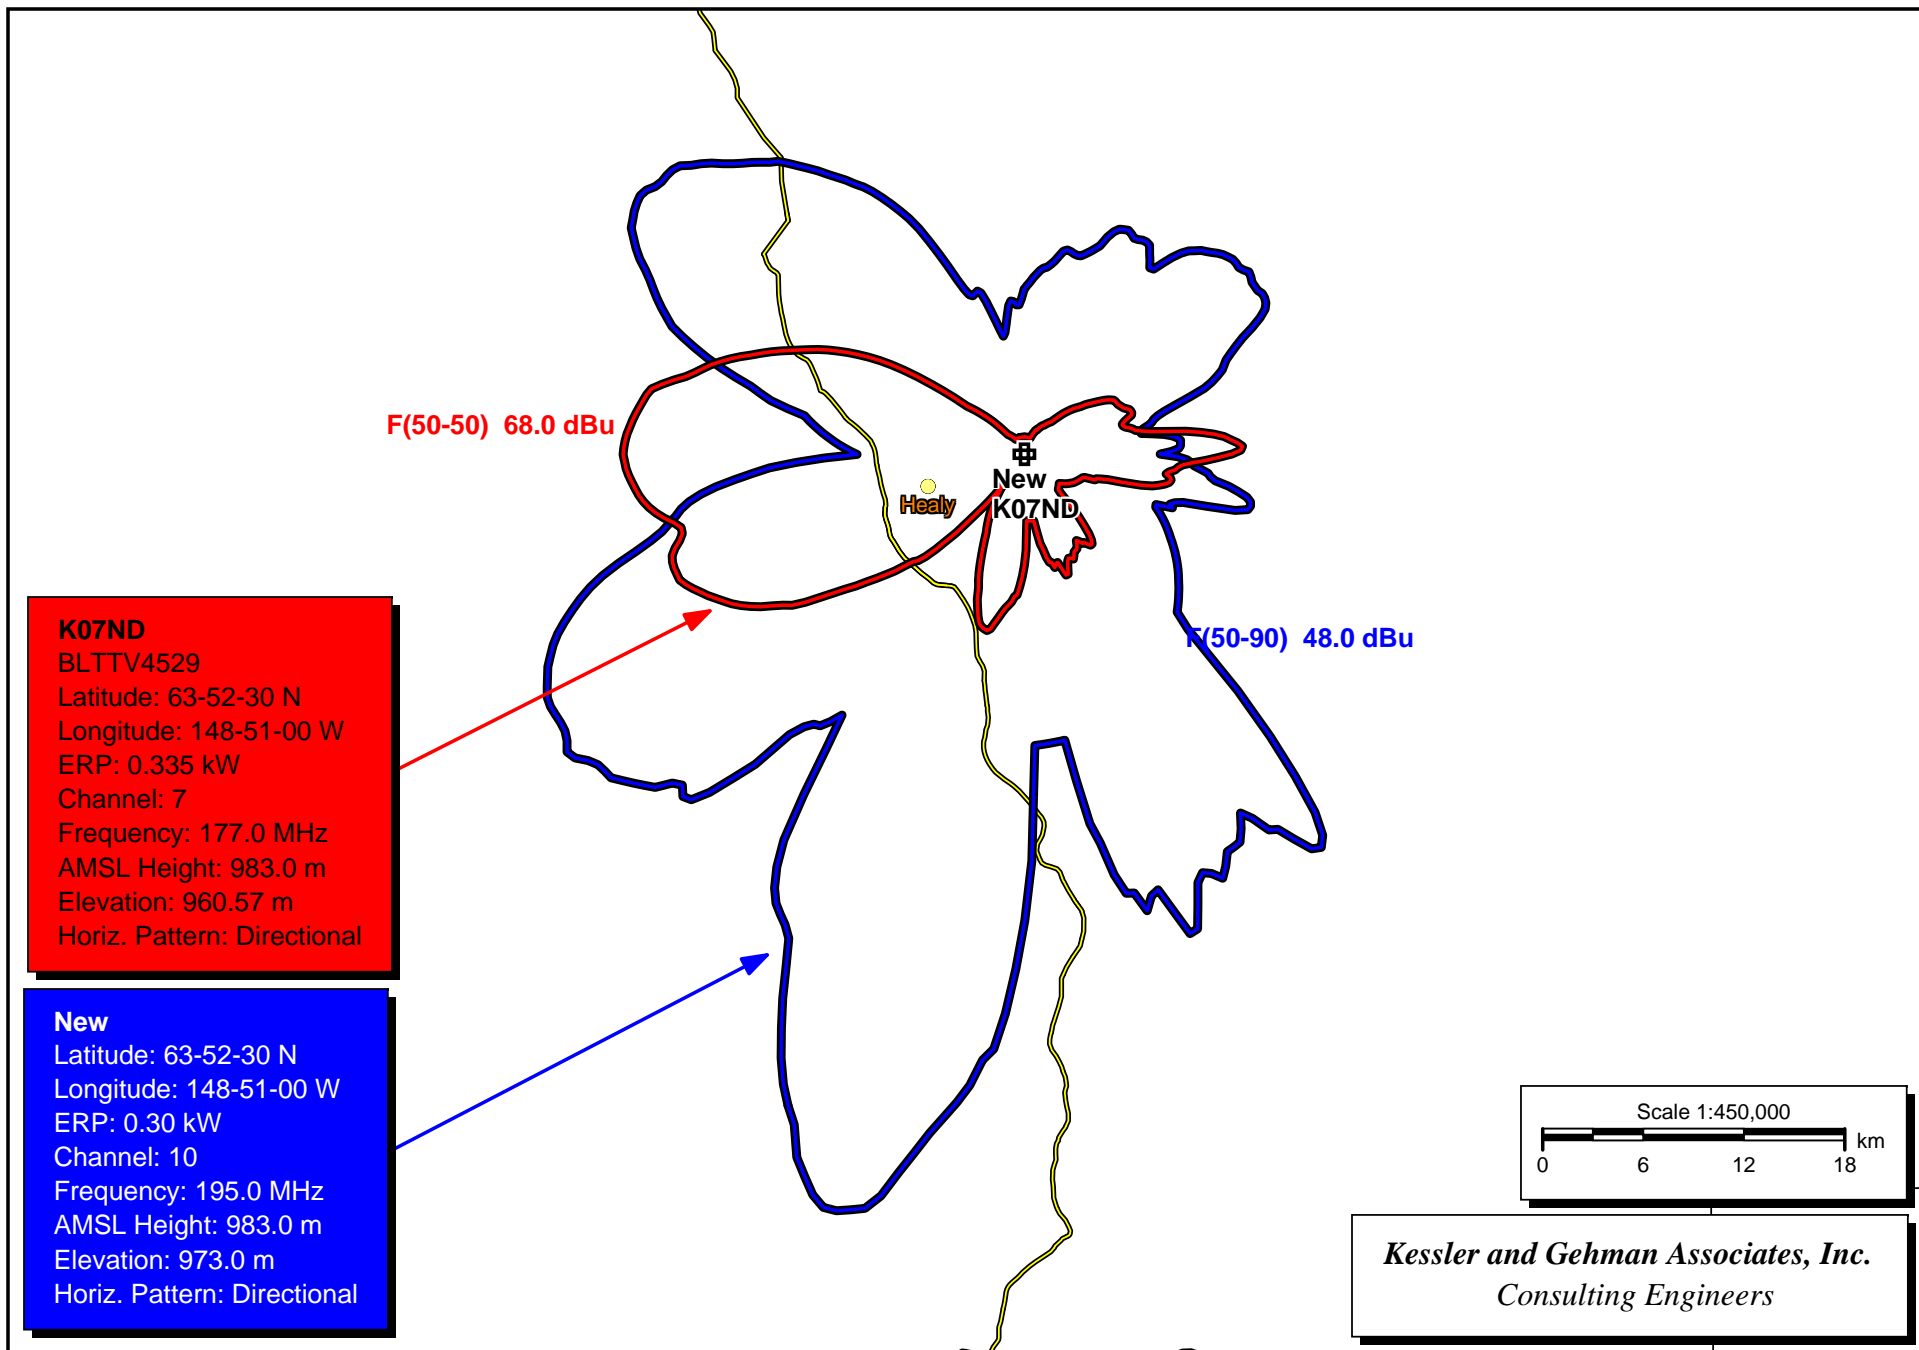 F(50-50)  68.0 dBu
New
K07ND
Healy
F(50-90)  48.0 dBu
K07ND
BLTTV4529
Latitude: 63-52-30 N
Longitude: 148-51-00 W
ERP: 0.335 kW
Channel: 7
Frequency: 177.0 MHz
AMSL Height: 983.0 m
Elevation: 960.57 m
Horiz. Pattern: Directional
New
Latitude: 63-52-30 N
Longitude: 148-51-00 W
ERP: 0.30 kW
Channel: 10
Frequency: 195.0 MHz
AMSL Height: 983.0 m
Elevation: 973.0 m
Horiz. Pattern: Directional
Scale 1:450,000
km
0 6 12 18
Kessler and Gehman Associates, Inc.
Consulting Engineers